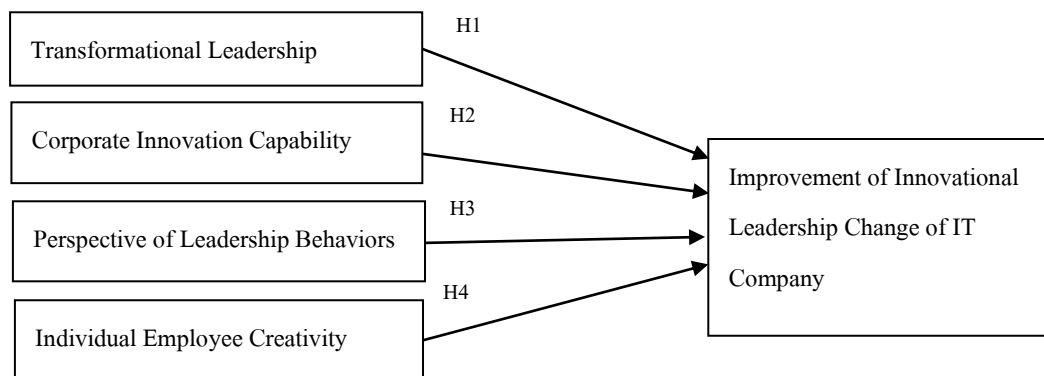 H1
Transformational Leadership
H2
Corporate Innovation Capability
H3
Perspective of Leadership Behaviors
H4
Individual Employee Creativity
Improvement of Innovational
Leadership Change of IT
Company